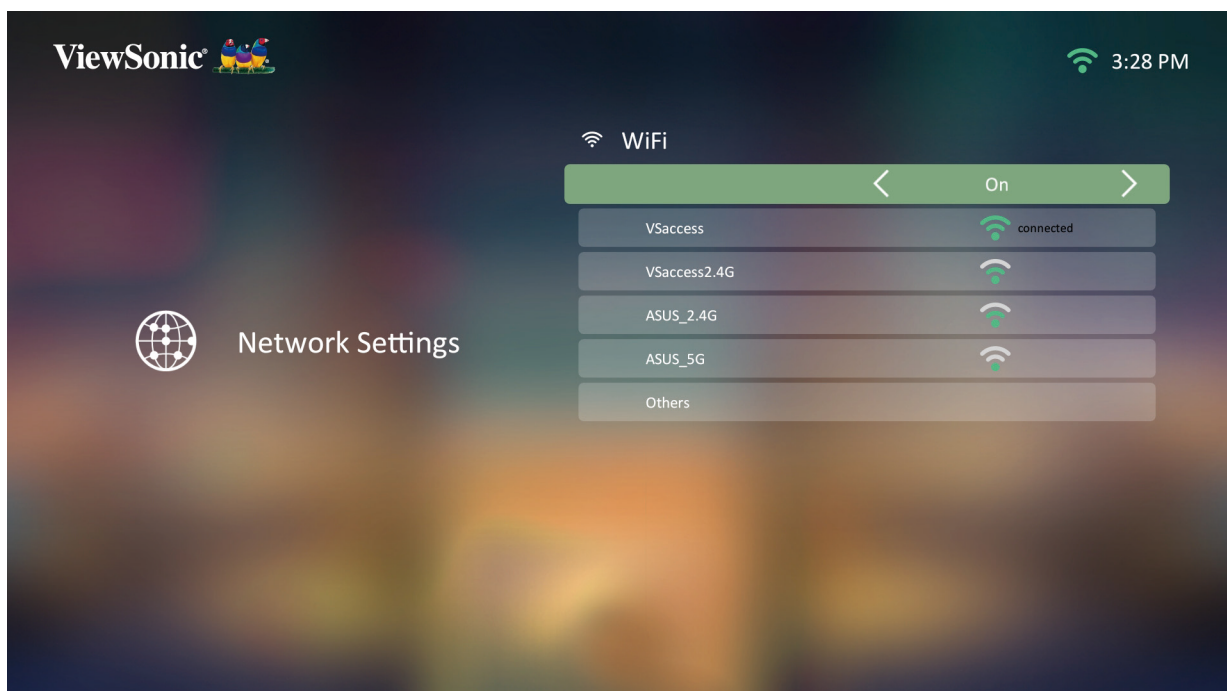 ViewSonic®
3:28 PM
WiFi
On
VSaccess connected
VSaccess2.4G
ASUS_2.4G
Network Settings
ASUS_5G
Others